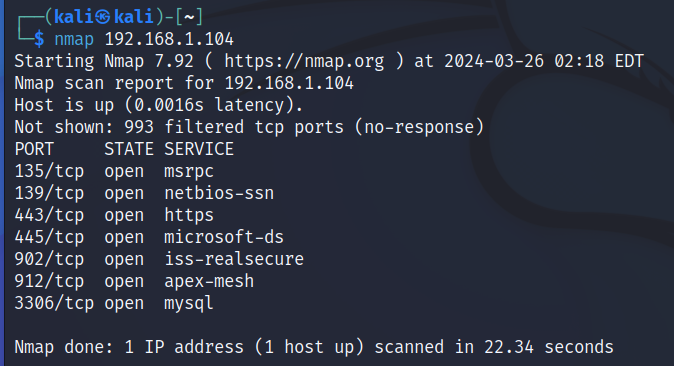 ┌──(kali㉿kali)-[~]
└─$ nmap 192.168.1.104
Starting Nmap 7.92 ( https://nmap.org ) at 2024-03-26 02:18 EDT
Nmap scan report for 192.168.1.104
Host is up (0.0016s latency).
Not shown: 993 filtered tcp ports (no-response)
PORT     STATE SERVICE
135/tcp  open  msrpc
139/tcp  open  netbios-ssn
443/tcp  open  https
445/tcp  open  microsoft-ds
902/tcp  open  iss-realsecure
912/tcp  open  apex-mesh
3306/tcp open  mysql
Nmap done: 1 IP address (1 host up) scanned in 22.34 seconds